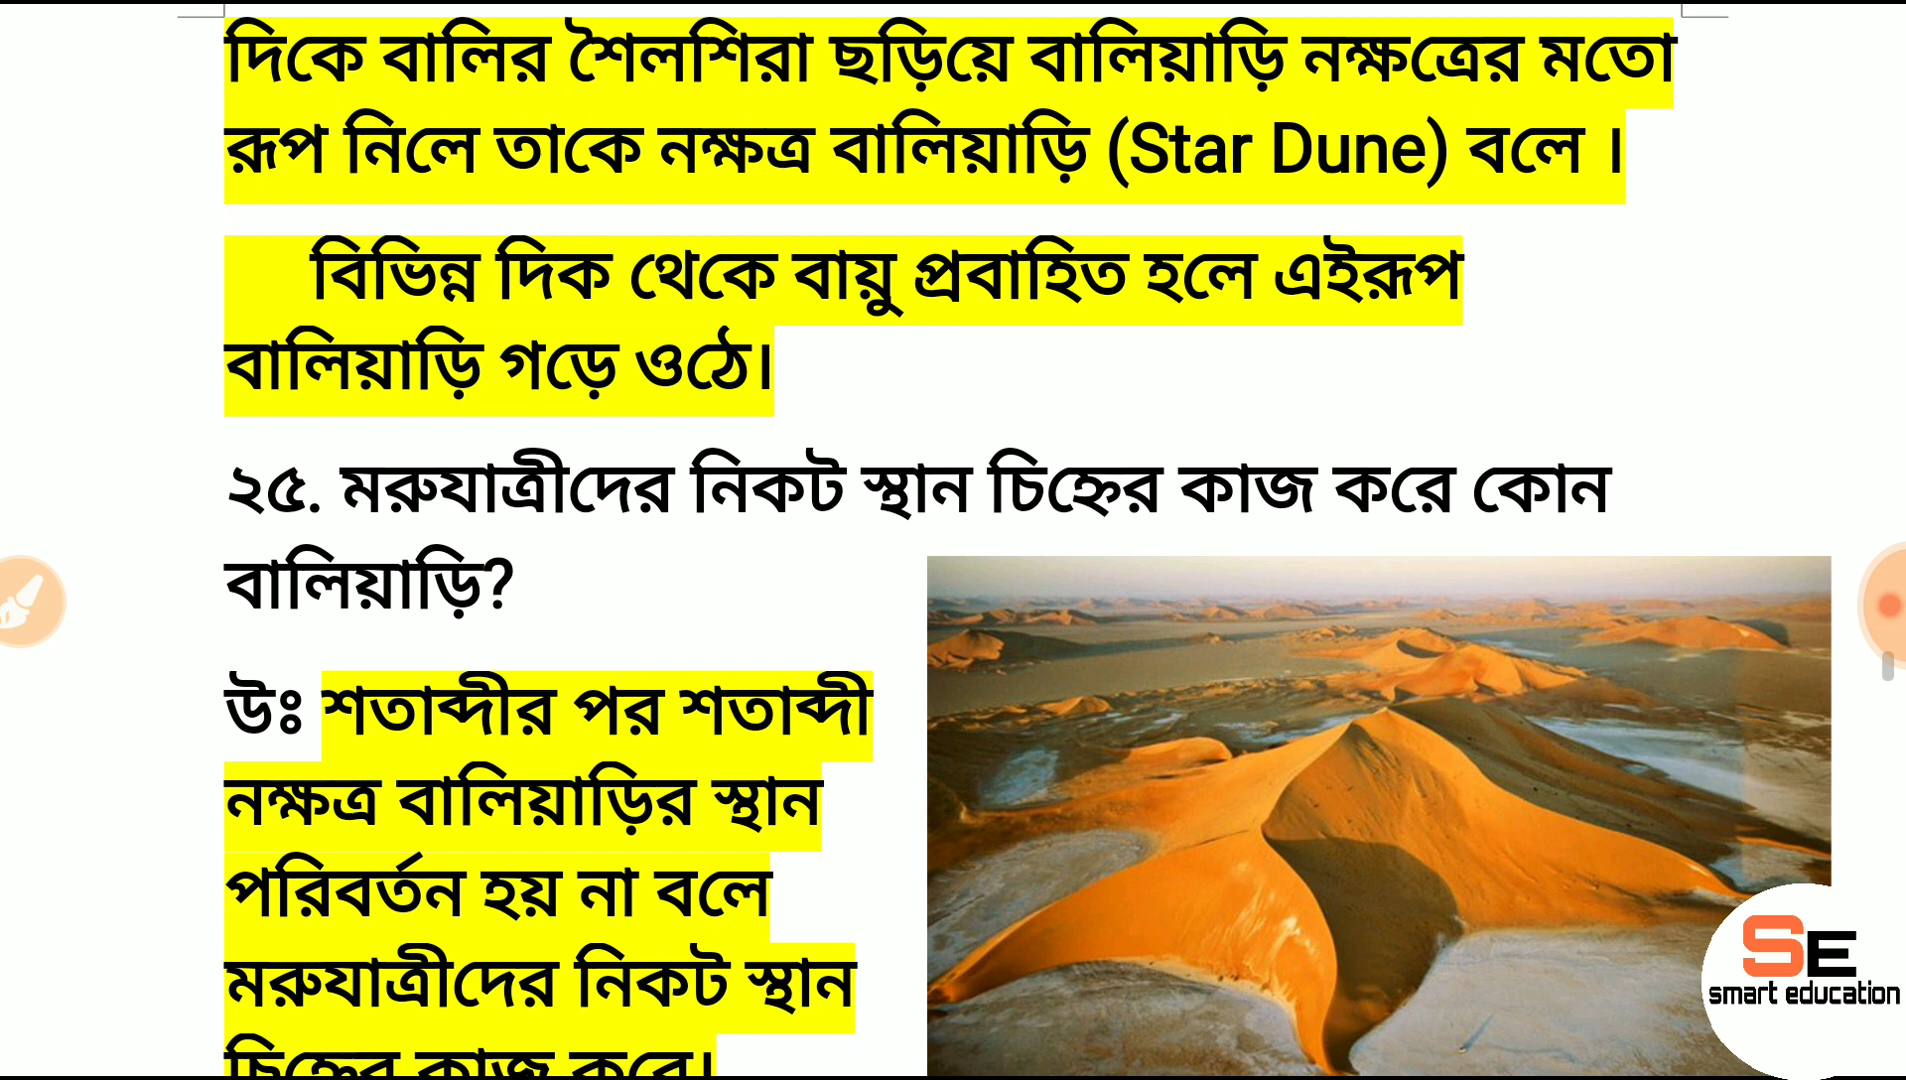 দিকে বালির শৈলশিরা ছড়িয়ে বালিয়াড়ি নক্ষত্রের মতো
রূপ নিলে তাকে নক্ষত্র বালিয়াড়ি (Star Dune) বলে ।
বিভিন্ন দিক থেকে বায়ু প্রবাহিত হলে এইরূপ
বালিয়াড়ি গড়ে ওঠে।
২৫. মরুযাত্রীদের নিকট স্থান চিহ্নের কাজ করে কোন
বালিয়াড়ি?
উঃ শতাব্দীর পর শতাব্দী
নক্ষত্র বালিয়াড়ির স্থান
পরিবর্তন হয় না বলে
মরুযাত্রীদের নিকট স্থান
চিহ্নের কাজ করে।
SE
smart education